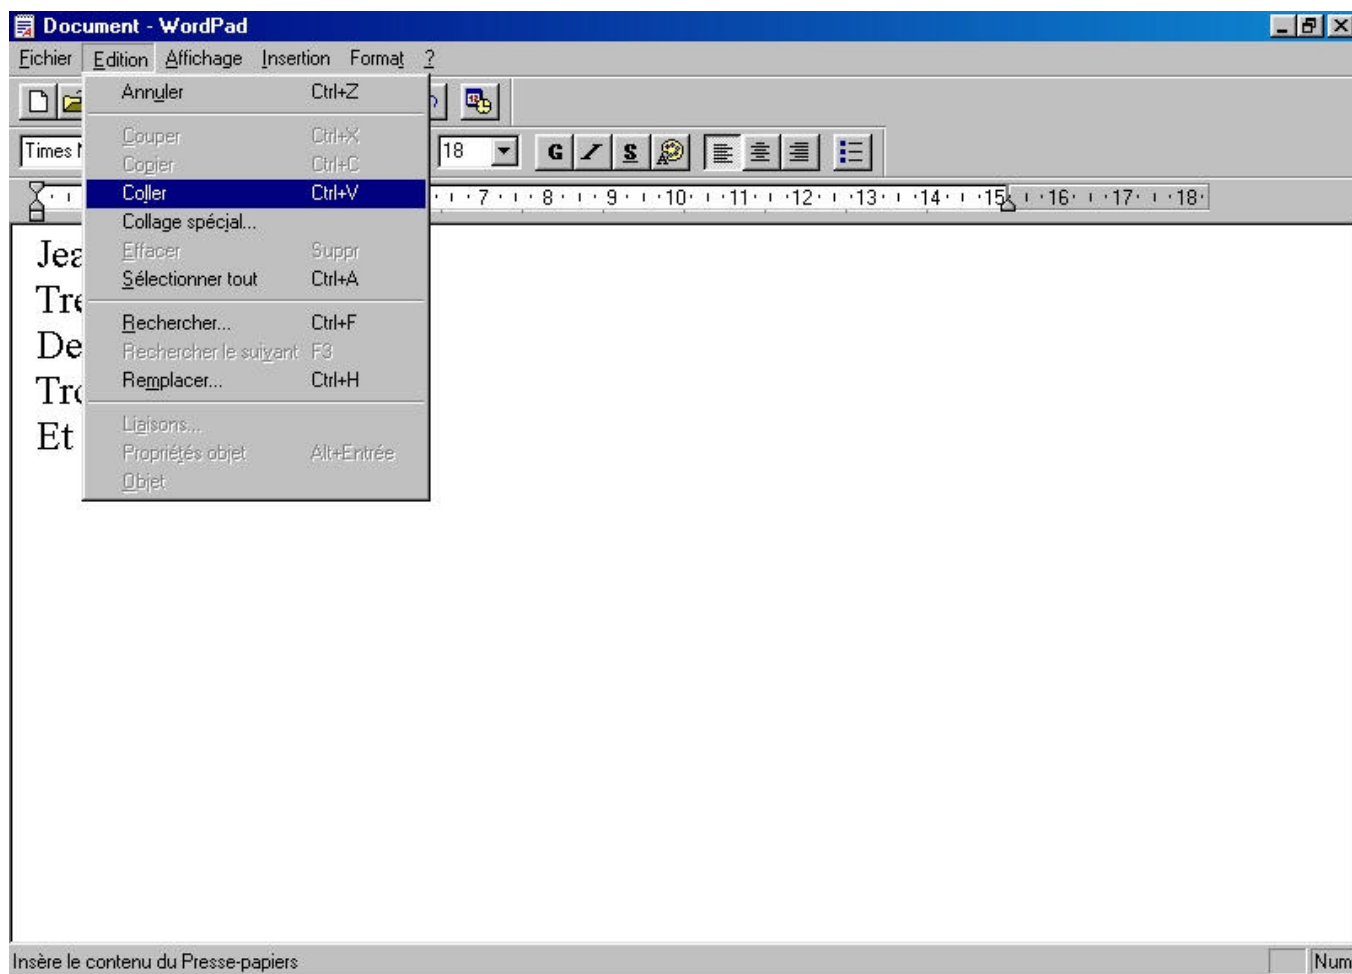 Document - WordPad
Fichier Edition Affichage Insertion Format ?
Annuler Ctrl+Z
Couper Ctrl+X
Times 18 G I S
Copier Ctrl+C
Coller Ctrl+V
7 8 9 10 11 12 13 14 15 16 17 18
Collage spécial...
Effacer Suppr
Sélectionner tout Ctrl+A
Rechercher... Ctrl+F
De
Rechercher le suivant F3
Remplacer... Ctrl+H
Liaisons...
Et
Propriétés objet Alt+Entrée
Objet
Insère le contenu du Presse-papiers Num